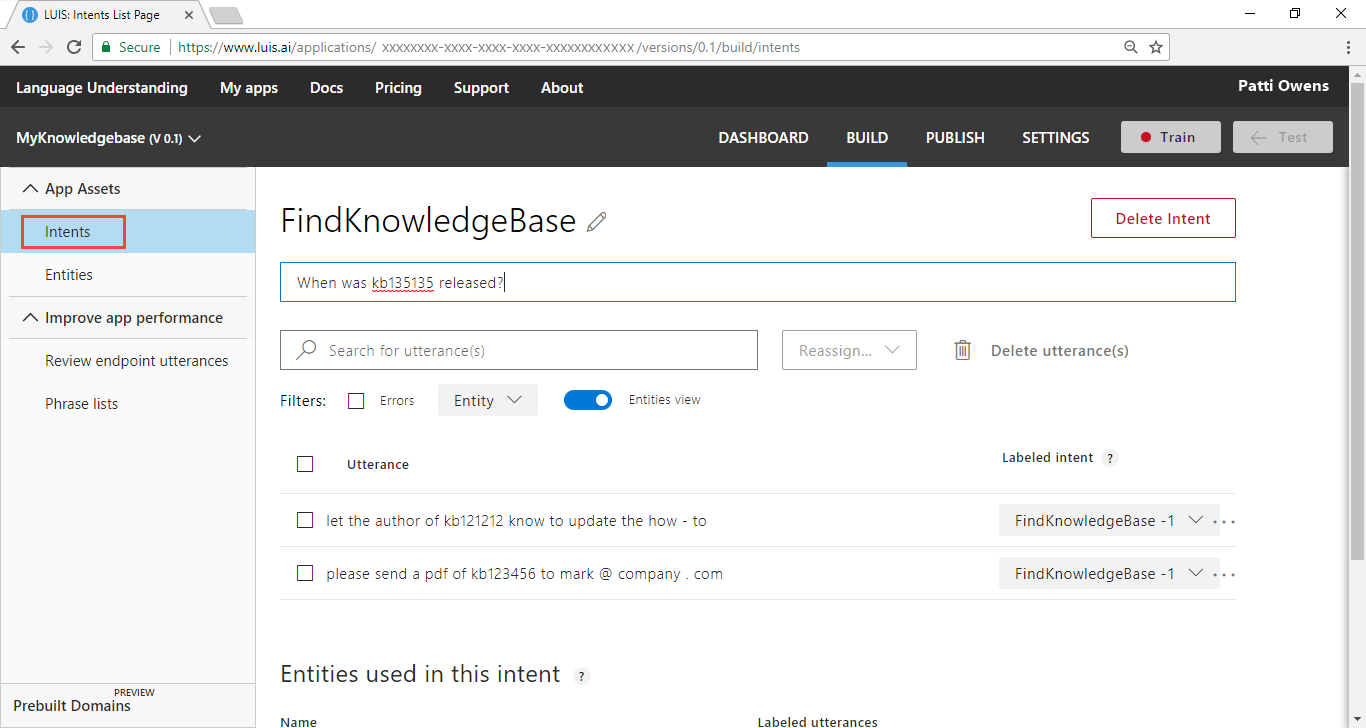 LUIS: Intents List Page
Secure https://www.luis.ai/applications/ xxxxxxxx-xxxx-xxxx-xxxx-xxxxxxxxxxxx/versions/0.1/build/intents
Language Understanding My apps Docs Pricing Support About Patti Owens
MyKnowledgebase (V 0.1) DASHBOARD BUILD PUBLISH SETTINGS Train Test
App Assets
Intents
Entities
Improve app performance
Review endpoint utterances
Phrase lists
PREVIEW
Prebuilt Domains
FindKnowledgeBase Delete Intent
When was kb135135 released?
Search for utterance(s) Reassign... Delete utterance(s)
Filters: Errors Entity Entities view
Utterance Labeled intent ?
let the author of kb121212 know to update the how - to FindKnowledgeBase -1 ...
please send a pdf of kb123456 to mark @ company . com FindKnowledgeBase -1 ...
Entities used in this intent ?
Name Labeled utterances